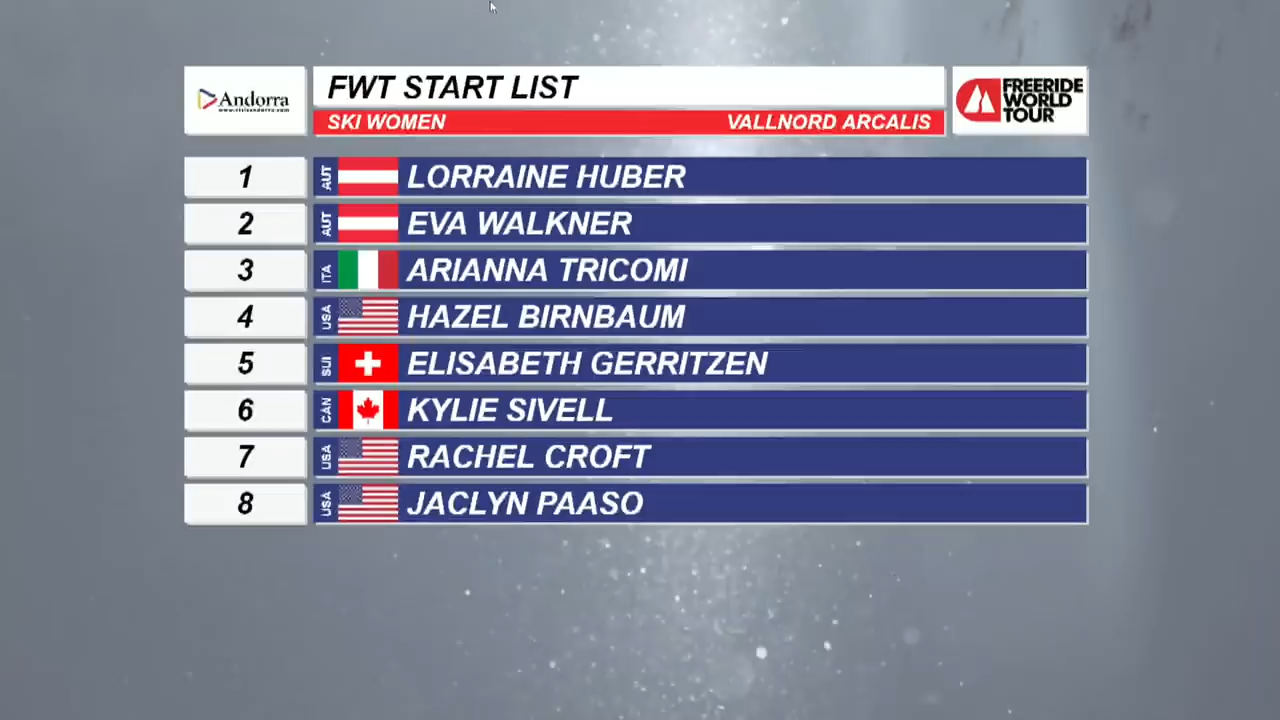 Andorra
FWT START LIST
FREERIDE
WORLD
TOUR
SKI WOMEN
VALLNORD ARCALIS
1 AUT LORRAINE HUBER
2 AUT EVA WALKNER
3 ITA ARIANNA TRICOMI
4 USA HAZEL BIRNBAUM
5 SUI ELISABETH GERRITZEN
6 CAN KYLIE SIVELL
7 USA RACHEL CROFT
8 USA JACLYN PAASO